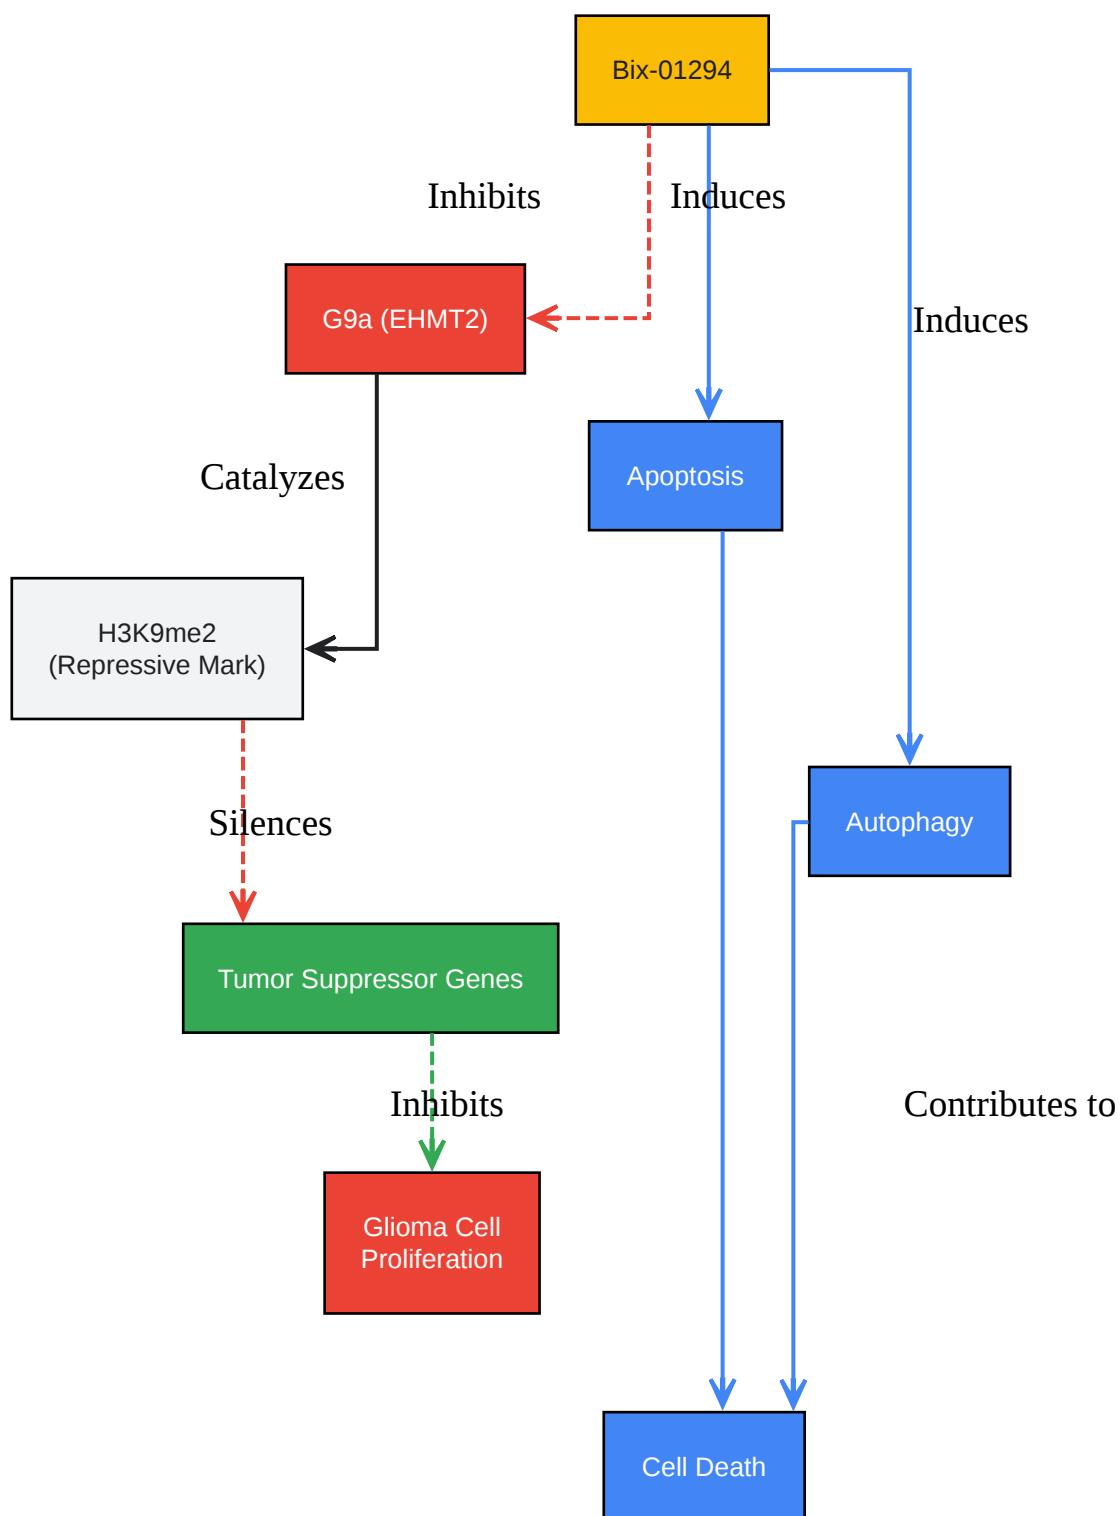 Bix-01294
Inhibits
Induces
G9a (EHMT2)
Induces
Apoptosis
Catalyzes
H3K9me2
(Repressive Mark)
Silences
Autophagy
Tumor Suppressor Genes
Inhibits
Contributes to
Glioma Cell
Proliferation
Cell Death